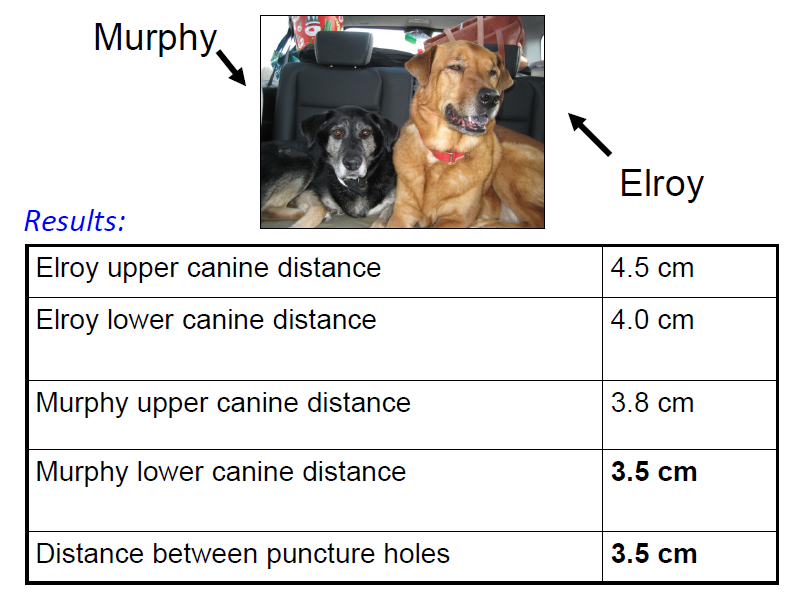 Murphy
Elroy
Results:
Elroy upper canine distance 4.5 cm
Elroy lower canine distance 4.0 cm
Murphy upper canine distance 3.8 cm
Murphy lower canine distance 3.5 cm
Distance between puncture holes 3.5 cm